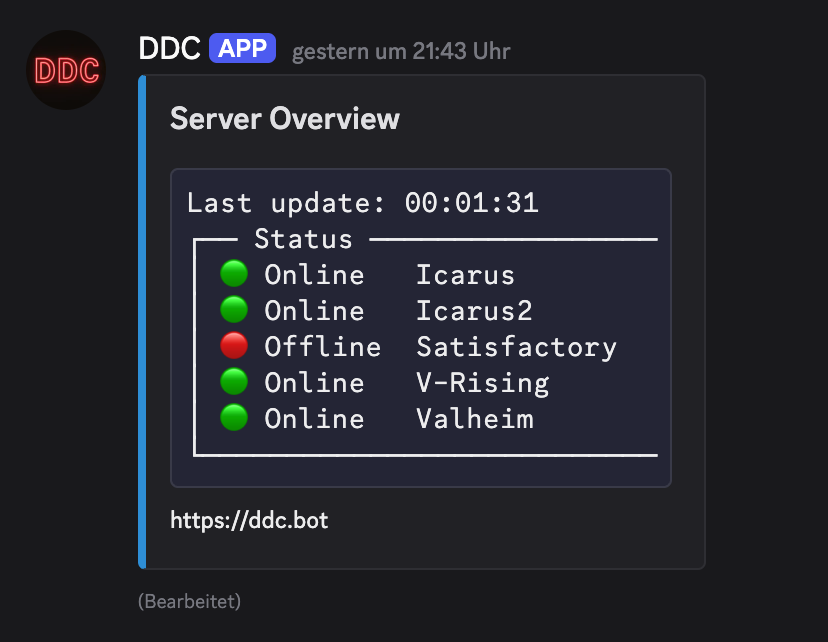 DDC
DDC APP gestern um 21:43 Uhr
Server Overview
Last update: 00:01:31
Status
Online Icarus
Online Icarus2
Offline Satisfactory
Online V-Rising
Online Valheim
https://ddc.bot
(Bearbeitet)